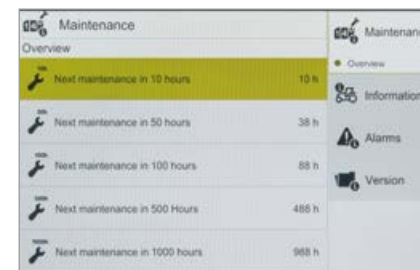 Maintenance
Overview
Next maintenance in 10 hours 10 h
Next maintenance in 50 hours 38 h
Next maintenance in 100 hours 88 h
Next maintenance in 500 Hours 486 h
Next maintenance in 1000 hours 988 h
Maintenanc
Overview
Information
Alarms
Version